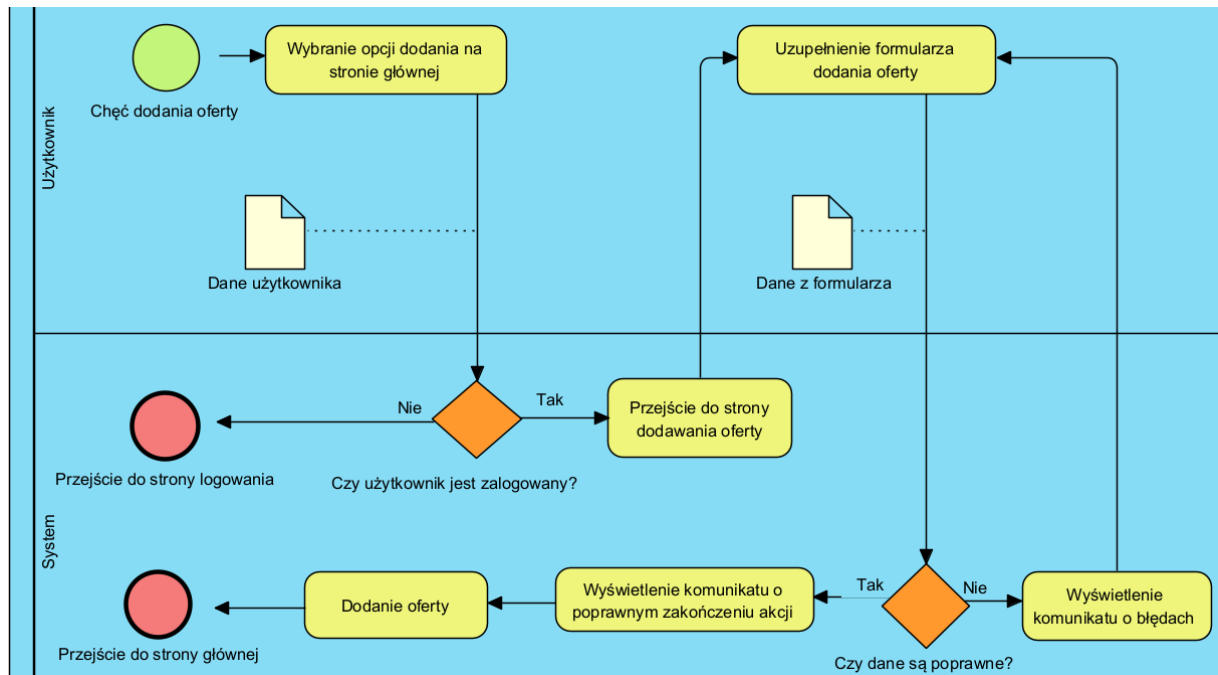 Użytkownik
Chęć dodania oferty
Wybranie opcji dodania na
stronie głównej
Uzupełnienie formularza
dodania oferty
Dane użytkownika
Dane z formularza
System
Przejście do strony logowania
Nie
Tak
Czy użytkownik jest zalogowany?
Przejście do strony
dodawania oferty
Przejście do strony głównej
Dodanie oferty
Wyświetlenie komunikatu o
poprawnym zakończeniu akcji
Tak
Nie
Czy dane są poprawne?
Wyświetlenie
komunikatu o błędach